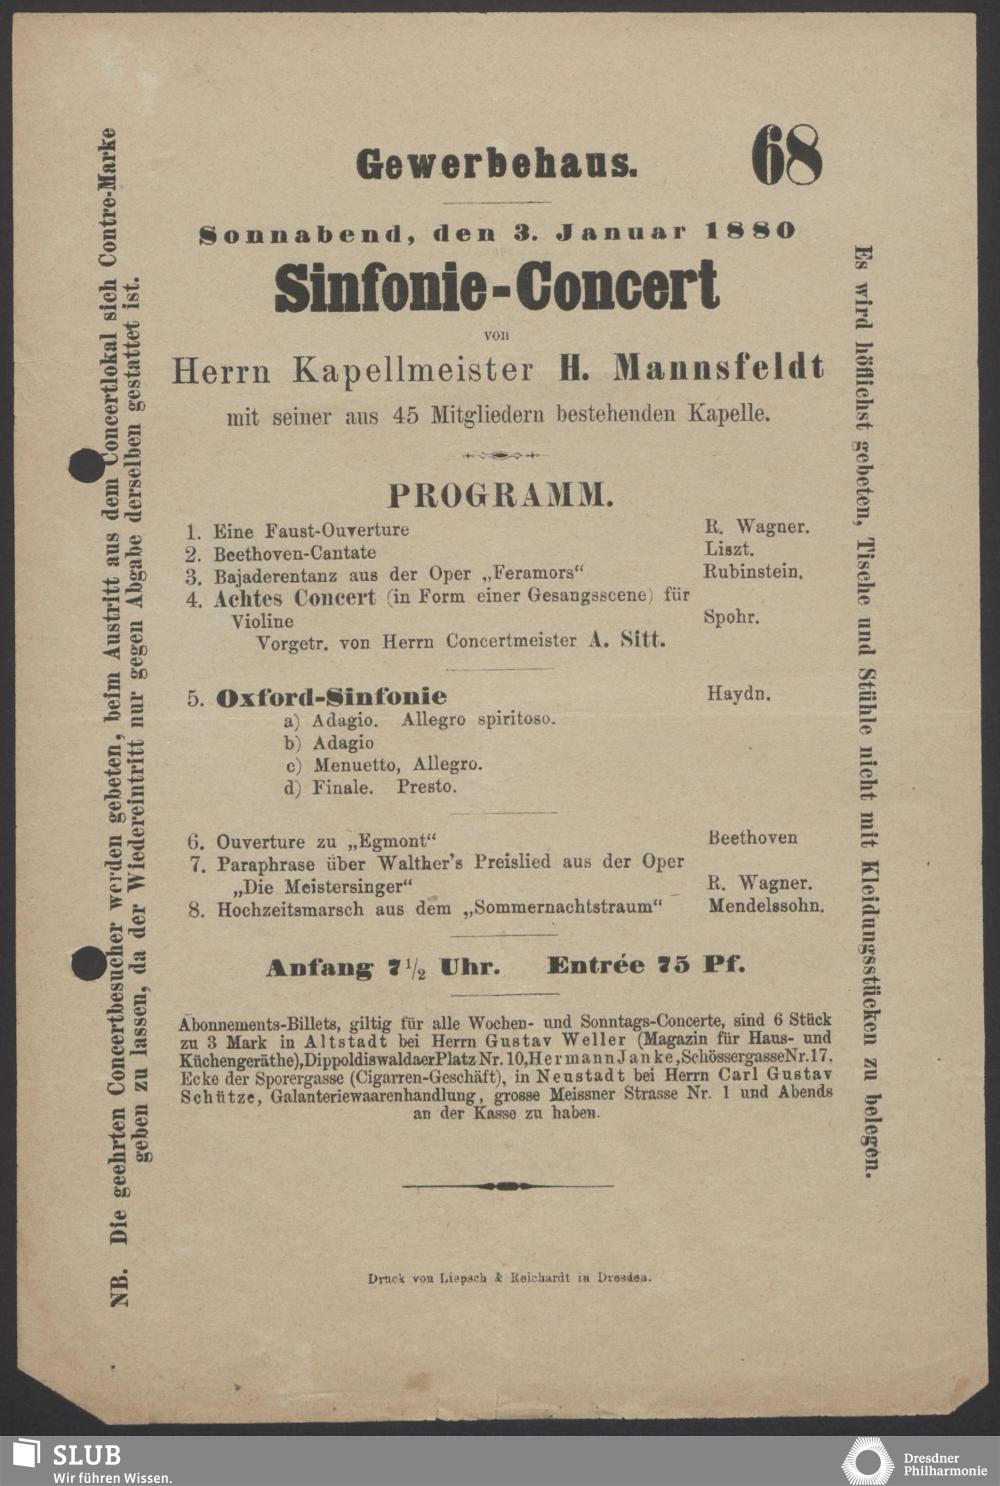 Gewerbehaus.
68
Sonnabend, den 3. Januar 1880
Sinfonie-Concert
von
Herrn Kapellmeister H. Mannsfeldt
mit seiner aus 45 Mitgliedern bestehenden Kapelle.
PROGRAMM.
1. Eine Faust-Ouverture R. Wagner.
2. Beethoven-Cantate Liszt.
3. Bajaderentanz aus der Oper „Feramors“ Rubinstein.
4. Achtes Concert (in Form einer Gesangsscene) für
Violine Spohr.
Vorgetr. von Herrn Concertmeister A. Sitt.
5. Oxford-Sinfonie Haydn.
a) Adagio. Allegro spiritoso.
b) Adagio
c) Menuetto, Allegro.
d) Finale. Presto.
6. Ouverture zu „Egmont“ Beethoven
7. Paraphrase über Walther's Preislied aus der Oper
„Die Meistersinger“ R. Wagner.
8. Hochzeitsmarsch aus dem „Sommernachtstraum“ Mendelssohn.
Anfang 7 1/2 Uhr. Entrée 75 Pf.
Abonnements-Billets, giltig für alle Wochen- und Sonntags-Concerte, sind 6 Stück
zu 3 Mark in Altstadt bei Herrn Gustav Weller (Magazin für Haus- und
Küchengeräthe), Dippoldiswaldaer Platz Nr. 10, Hermann Janke, Schössergasse Nr. 17,
Ecke der Sporergasse (Cigarren-Geschäft), in Neustadt bei Herrn Carl Gustav
Schütze, Galanteriewaarenhandlung, grosse Meissner Strasse Nr. 1 und Abends
an der Kasse zu haben.
Druck von Liepsch & Reichardt in Dresden.
NB. Die geehrten Concertbesucher werden gebeten, beim Austritt aus dem Concertlokal sich Contre-Marke
geben zu lassen, da der Wiedereintritt nur gegen Abgabe derselben gestattet ist.
Es wird höflichst gebeten, Tische und Stühle nicht mit Kleidungsstücken zu belegen.
SLUB
Wir führen Wissen.
Dresdner
Philharmonie